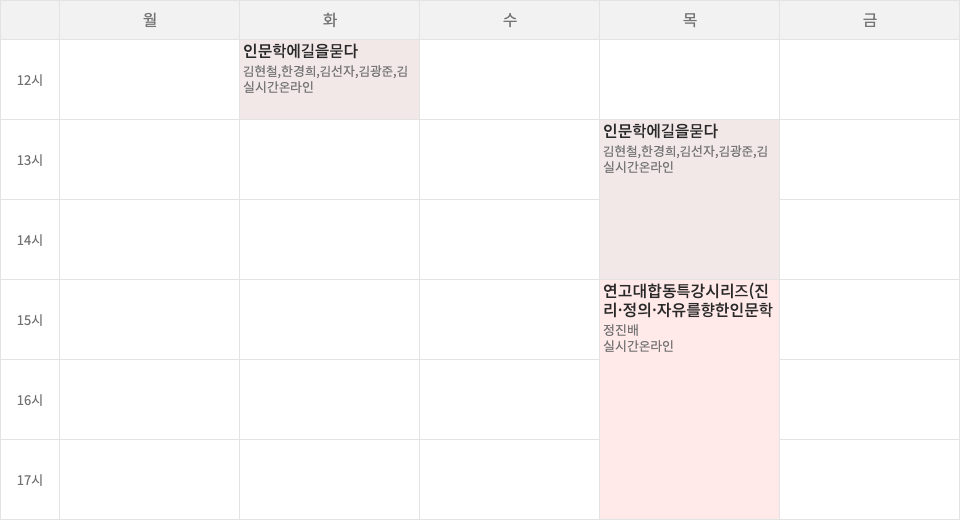 월 화 수 목 금
12시
인문학에길을묻다
김현철,한경희,김선자,김광준,김
실시간온라인
13시
인문학에길을묻다
김현철,한경희,김선자,김광준,김
실시간온라인
14시
15시
연고대합동특강시리즈(진
리·정의·자유를향한인문학
정진배
실시간온라인
16시
17시